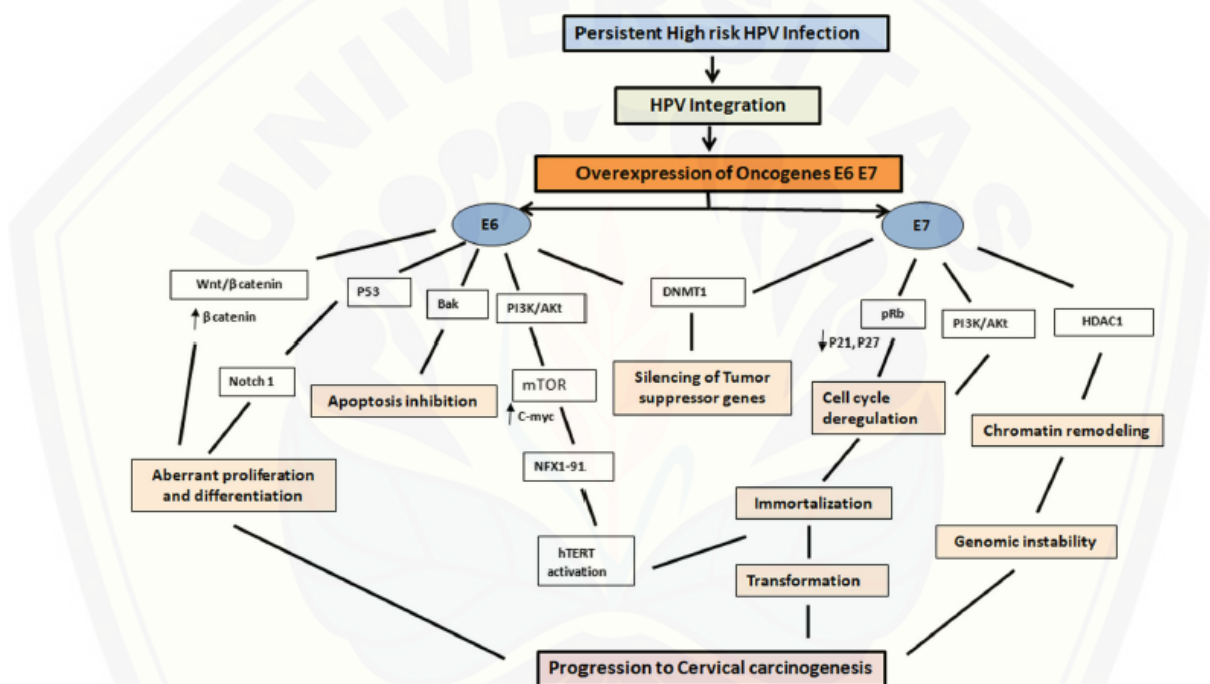 UNIVERSITAS
Persistent High risk HPV Infection
HPV Integration
Overexpression of Oncogenes E6 E7
E6
E7
Wnt/βcatenin
βcatenin
P53
Bak
PI3K/AKt
DNMT1
pRb
P21, P27
PI3K/AKt
HDAC1
Notch 1
Apoptosis inhibition
mTOR
C-myc
Silencing of Tumor
suppressor genes
Cell cycle
deregulation
Chromatin remodeling
NFX1-91
Aberrant proliferation
and differentiation
Immortalization
hTERT
activation
Genomic instability
Transformation
Progression to Cervical carcinogenesis